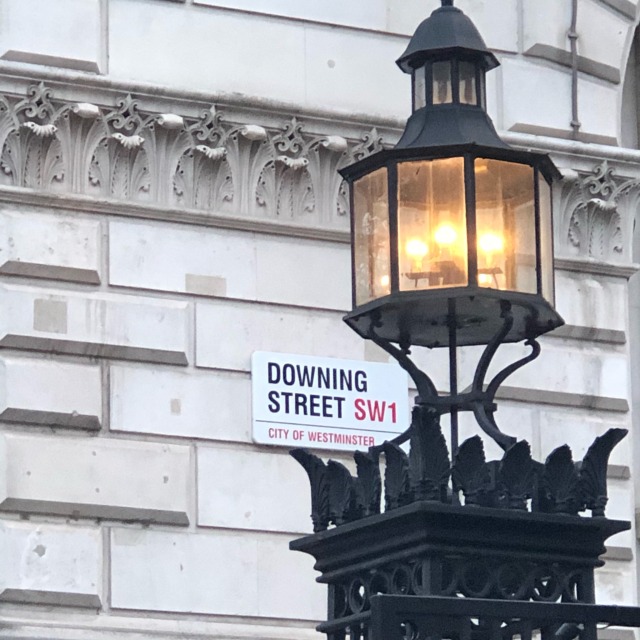 DOWNING
STREET SW1
CITY OF WESTMINSTER